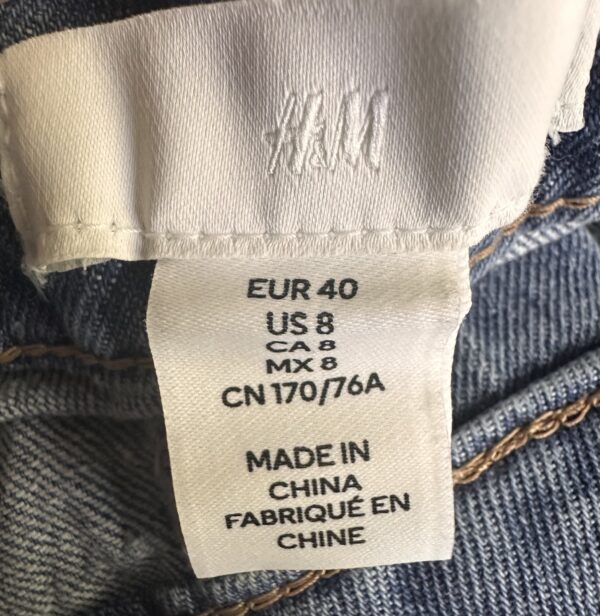 H&M
EUR 40
US 8
CA 8
MX 8
CN 170/76A
MADE IN
CHINA
FABRIQUÉ EN
CHINE